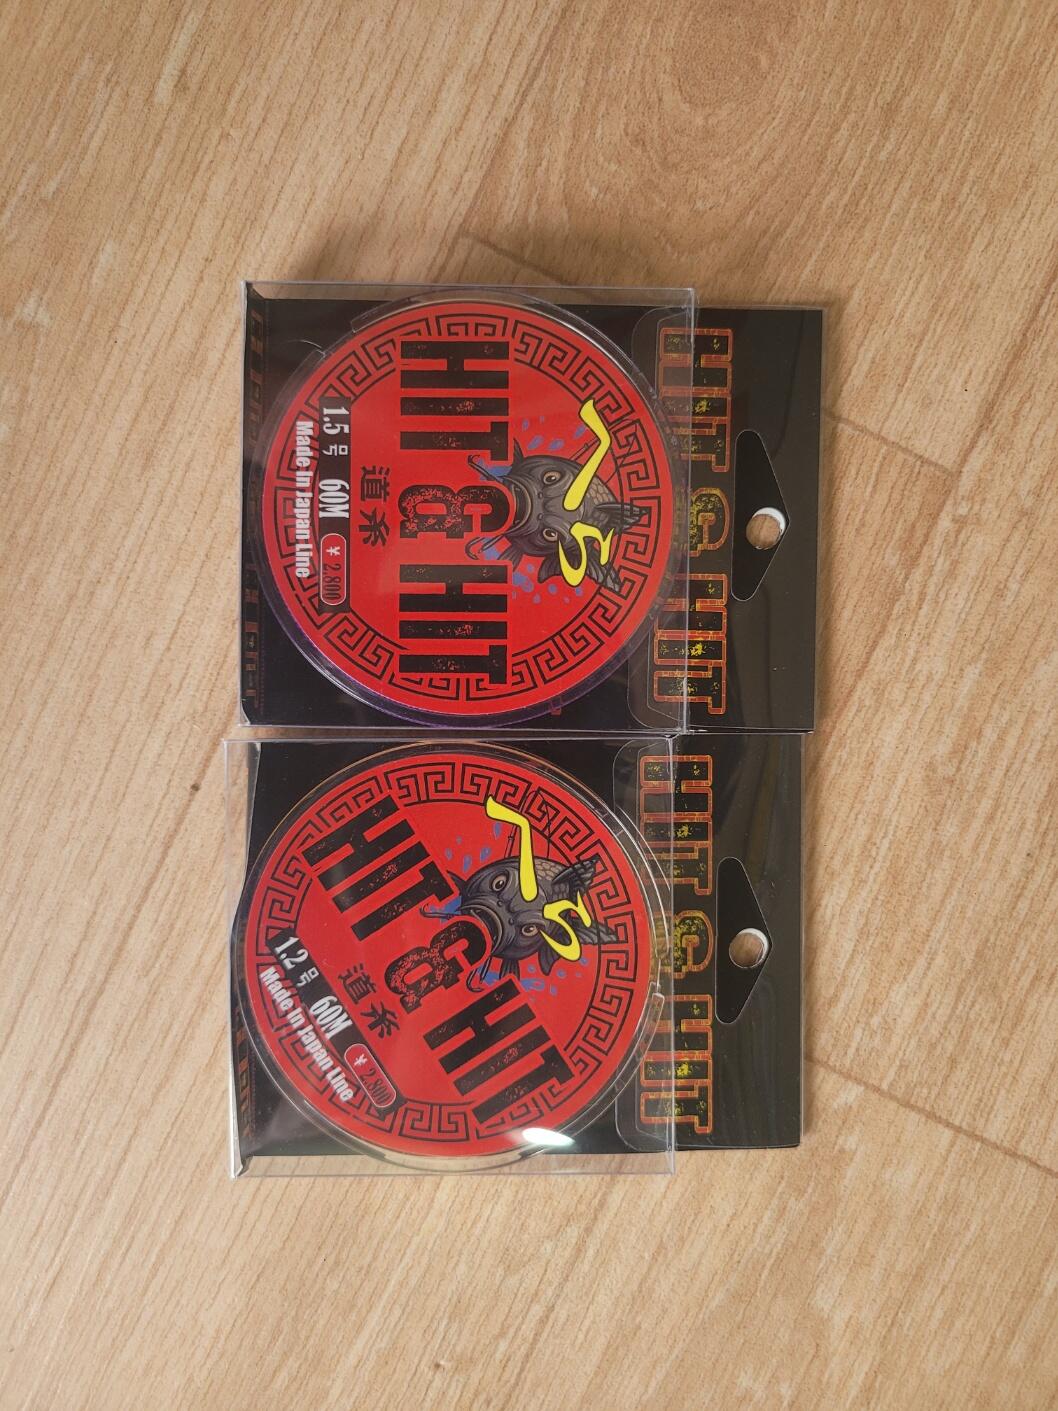 HIT & HIT
へら
HIT & HIT
道糸
1.5号 60M ￥2,800
Made In Japan Line
HIT & HIT
へら
HIT & HIT
道糸
1.2号 60M ￥2,800
Made In Japan Line